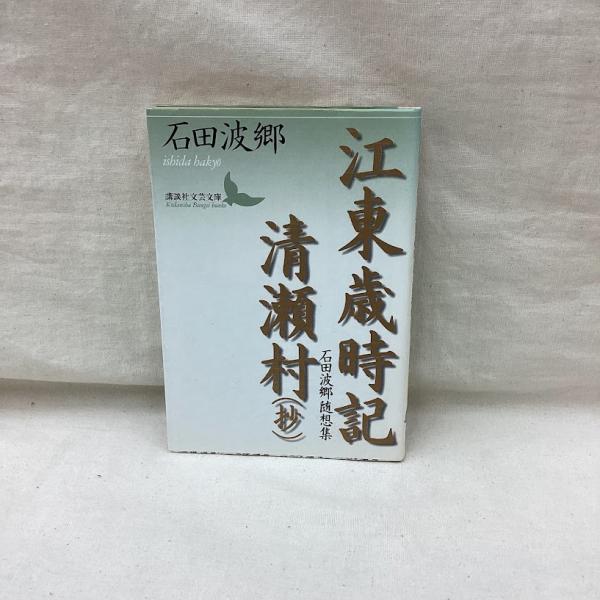 江東歳時記
清瀬村(抄)
石田波郷随想集
石田波郷
ishida hakyō
講談社文芸文庫
Kodansha Bungei bunko